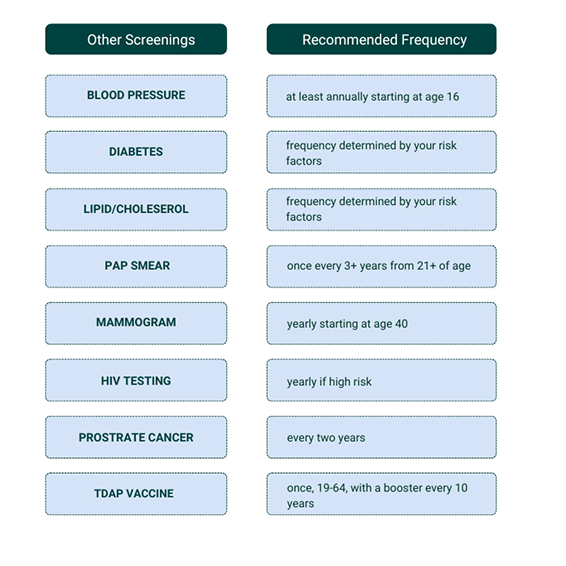 Other Screenings
Recommended Frequency
BLOOD PRESSURE
at least annually starting at age 16
DIABETES
frequency determined by your risk
factors
LIPID/CHOLESEROL
frequency determined by your risk
factors
PAP SMEAR
once every 3+ years from 21+ of age
MAMMOGRAM
yearly starting at age 40
HIV TESTING
yearly if high risk
PROSTRATE CANCER
every two years
TDAP VACCINE
once, 19-64, with a booster every 10
years